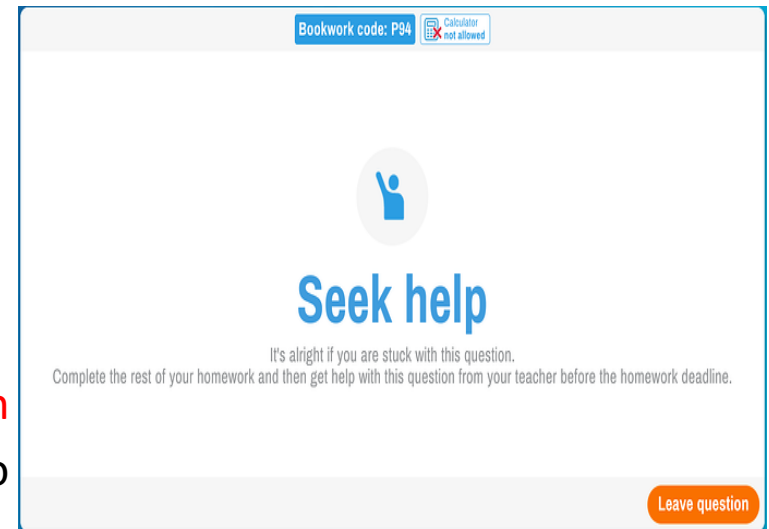 Bookwork code: P94
Calculator
not allowed
Seek help
It's alright if you are stuck with this question.
Complete the rest of your homework and then get help with this question from your teacher before the homework deadline.
Leave question